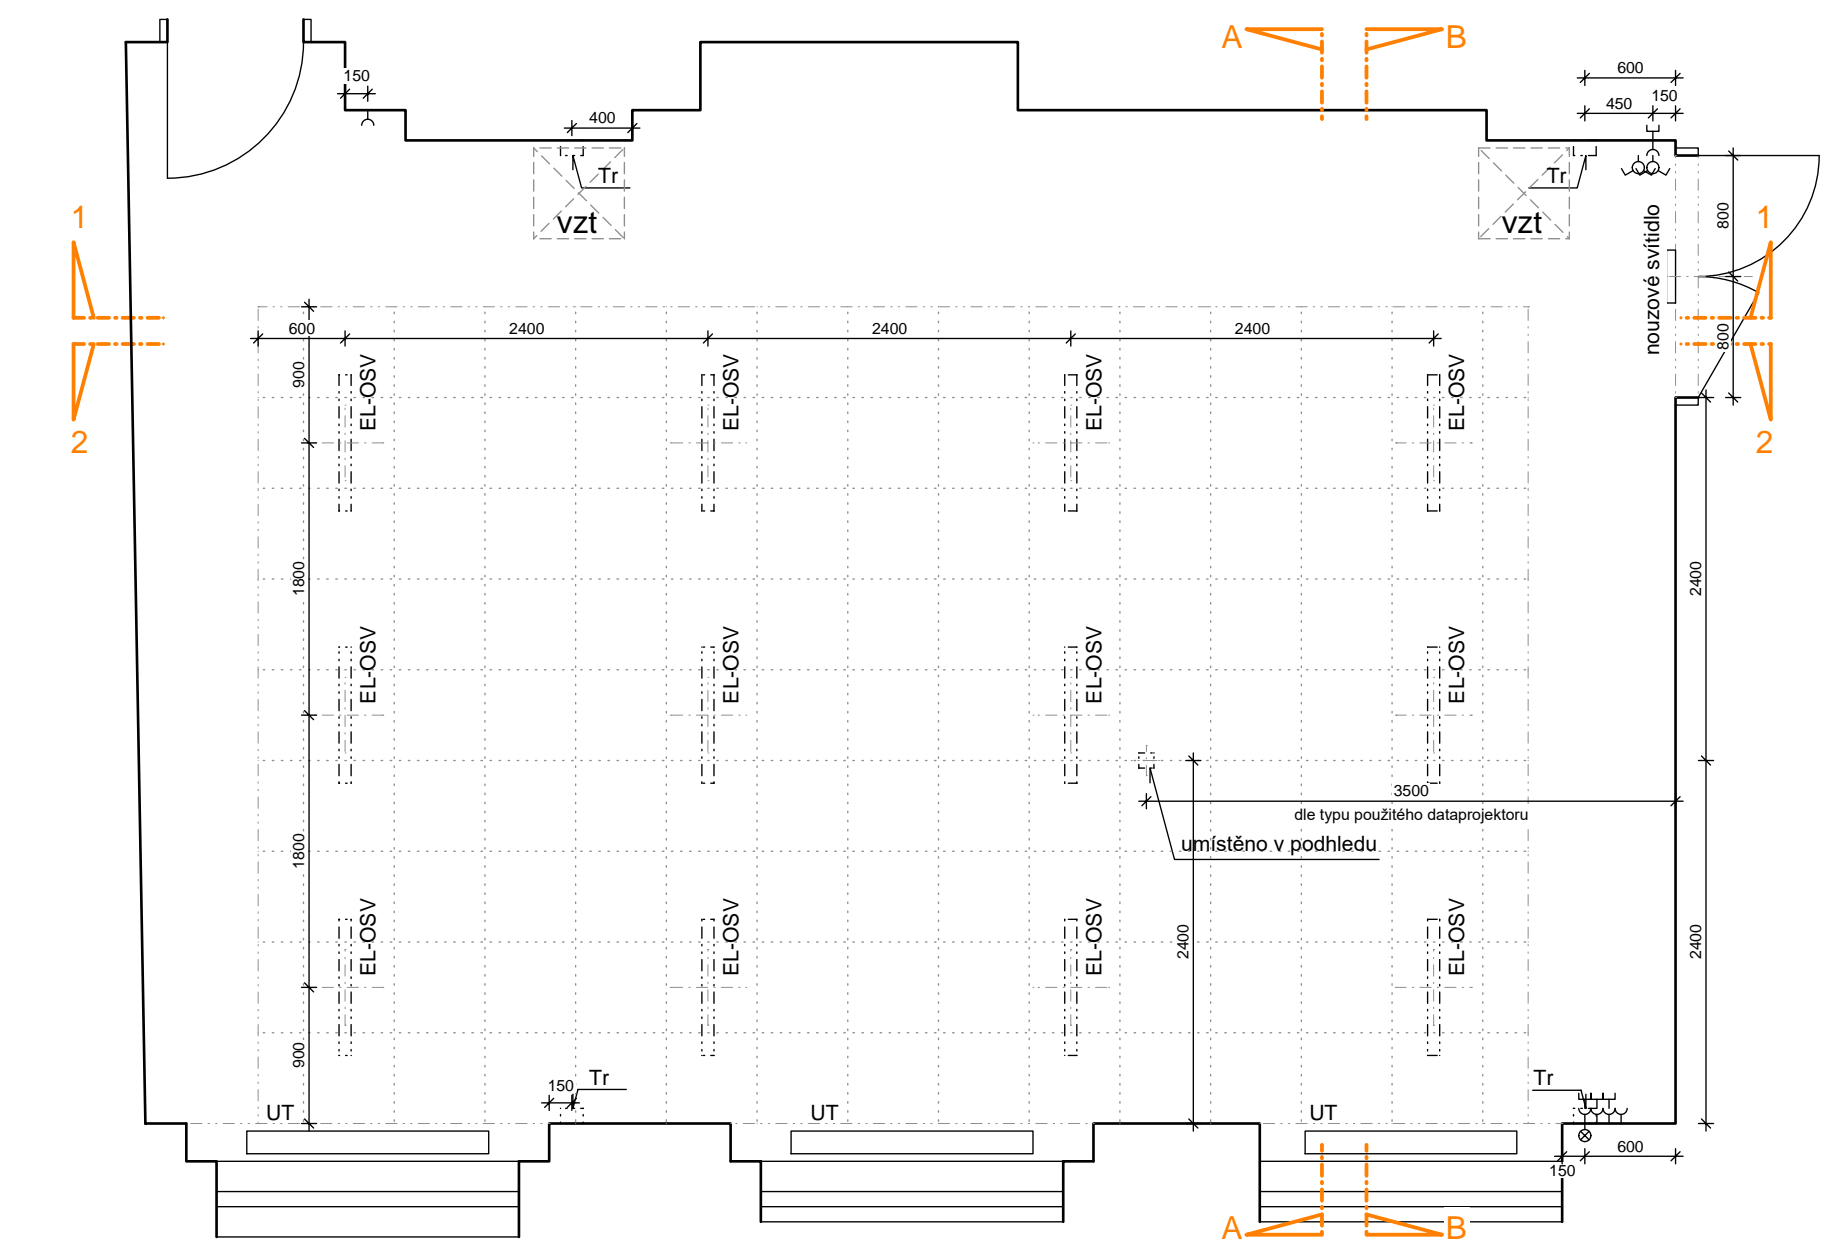 A
B
600
150
150
450
400
Tr
Tr
vzt
vzt
1
1
800
nouzové svítidlo
600
2400
2400
2400
800
900
EL-OSV
EL-OSV
EL-OSV
EL-OSV
2
2
1800
2400
EL-OSV
EL-OSV
EL-OSV
EL-OSV
3500
dle typu použitého dataprojektoru
umístěno v podhledu
1800
EL-OSV
EL-OSV
EL-OSV
EL-OSV
2400
2400
900
150
Tr
Tr
UT
UT
UT
600
150
A
B